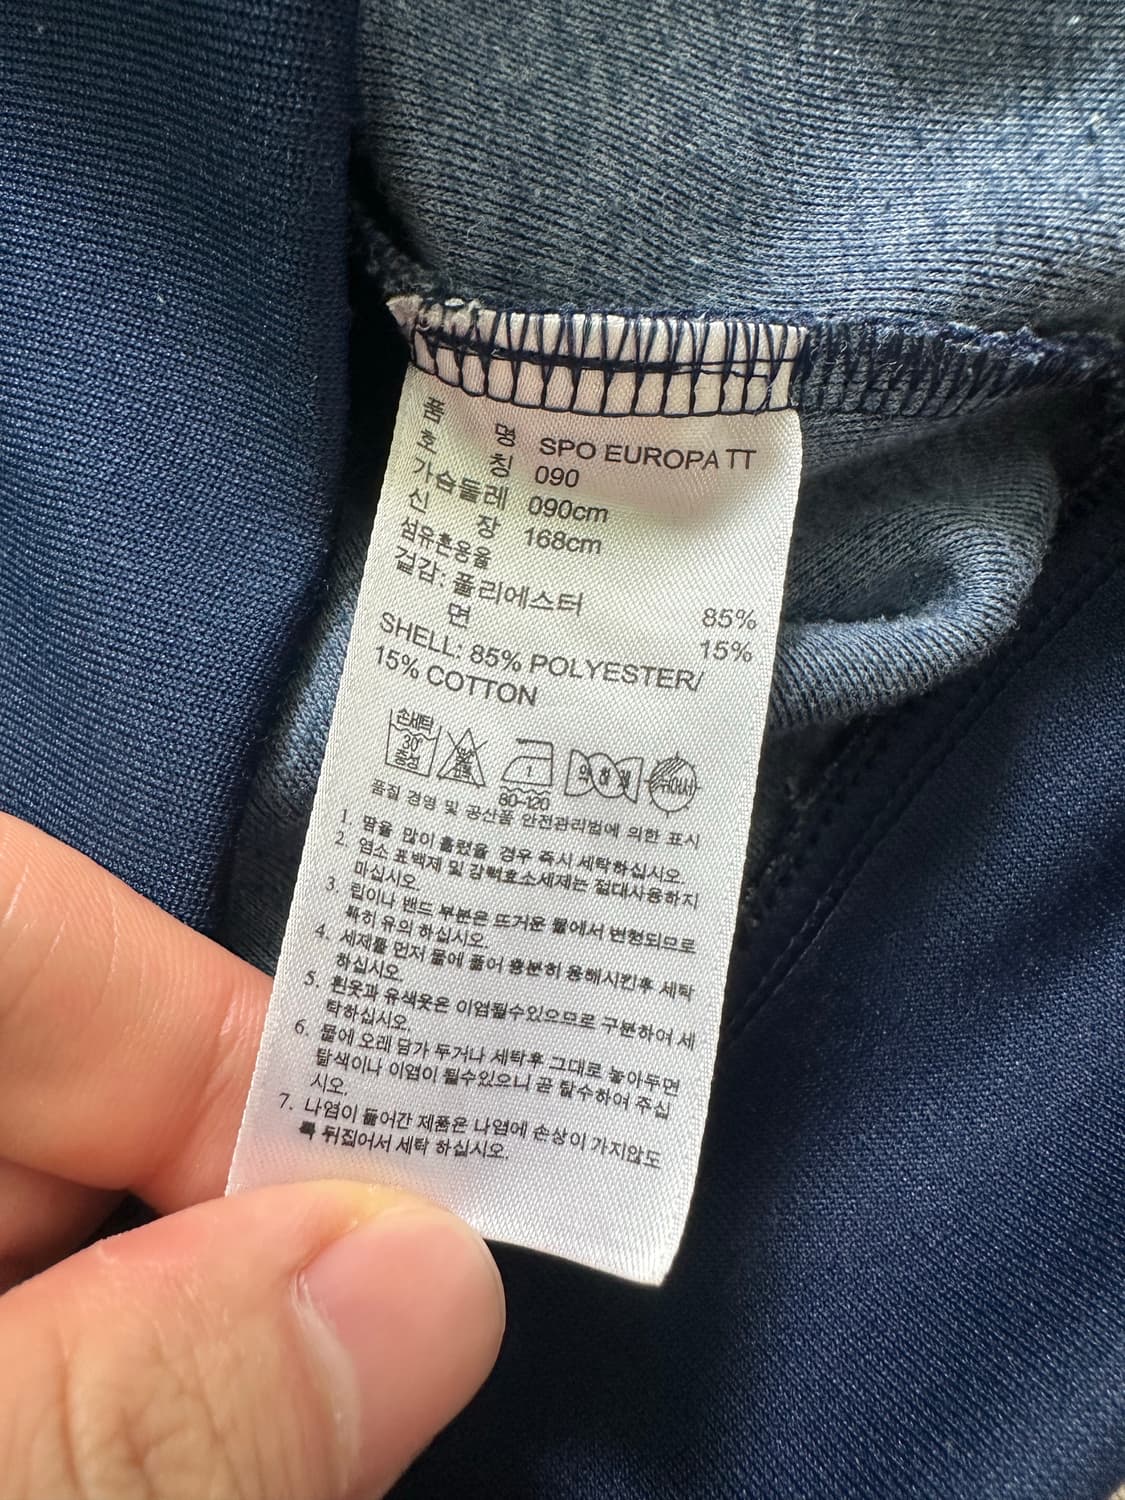 품 명 SPO EUROPA TT
호 칭 090
가슴둘레 090cm
신 장 168cm
섬유혼용율
겉감: 폴리에스터 85%
면 15%
SHELL: 85% POLYESTER/
15% COTTON
손세탁
30°
중성
1
80-120
품질 경영 및 공산품 안전관리법에 의한 표시
1. 땀을 많이 흘렸을 경우 즉시 세탁하십시오.
2. 염소 표백제 및 강력효소세제는 절대사용하지
마십시오.
3. 립이나 밴드 부분은 뜨거운 물에서 변형되므로
특히 유의 하십시오.
4. 세제를 먼저 물에 풀어 충분히 용해시킨후 세탁
하십시오.
5. 흰옷과 유색옷은 이염될수있으므로 구분하여 세
탁하십시오.
6. 물에 오래 담가 두거나 세탁후 그대로 놓아두면
탈색이나 이염이 될수있으니 곧 탈수하여 주십
시오.
7. 나염이 들어간 제품은 나염에 손상이 가지않도
록 뒤집어서 세탁 하십시오.